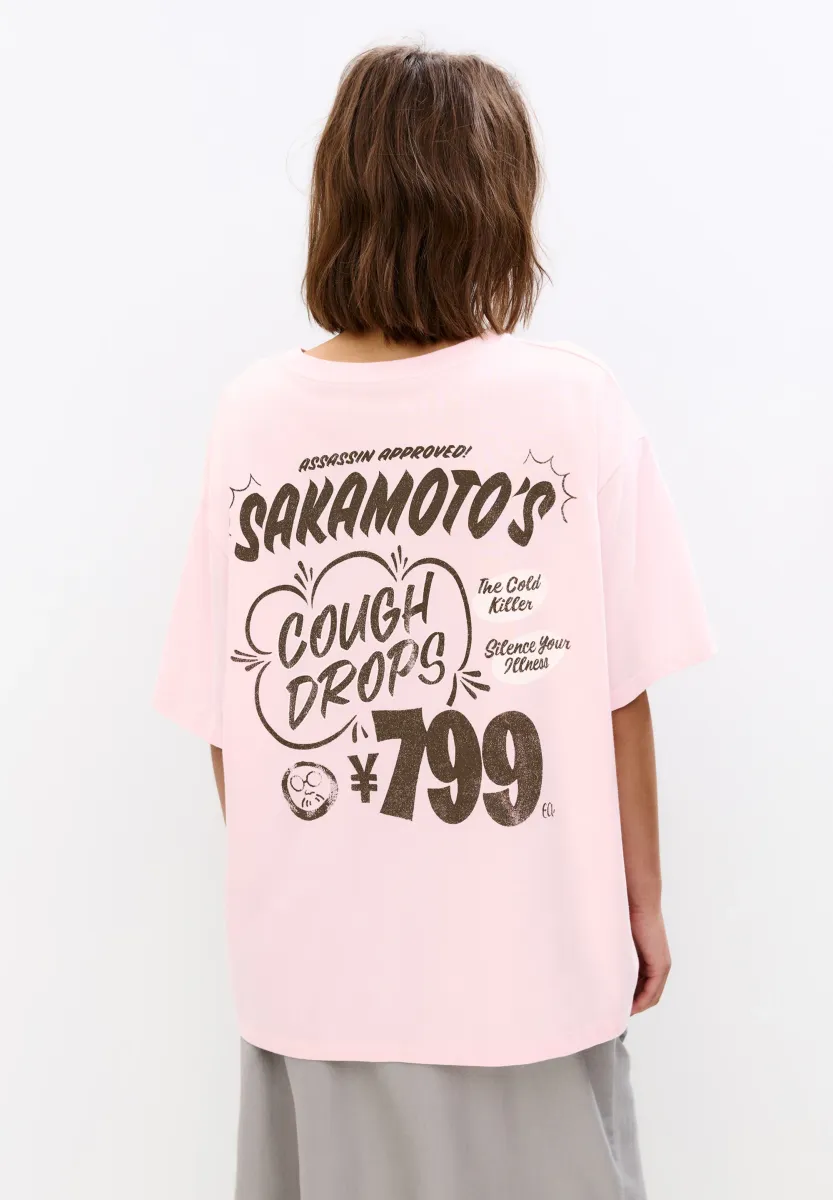 ASSASSIN APPROVED!
SAKAMOTO'S
COUGH
DROPS
The Cold
Killer
Silence Your
Illness
¥799